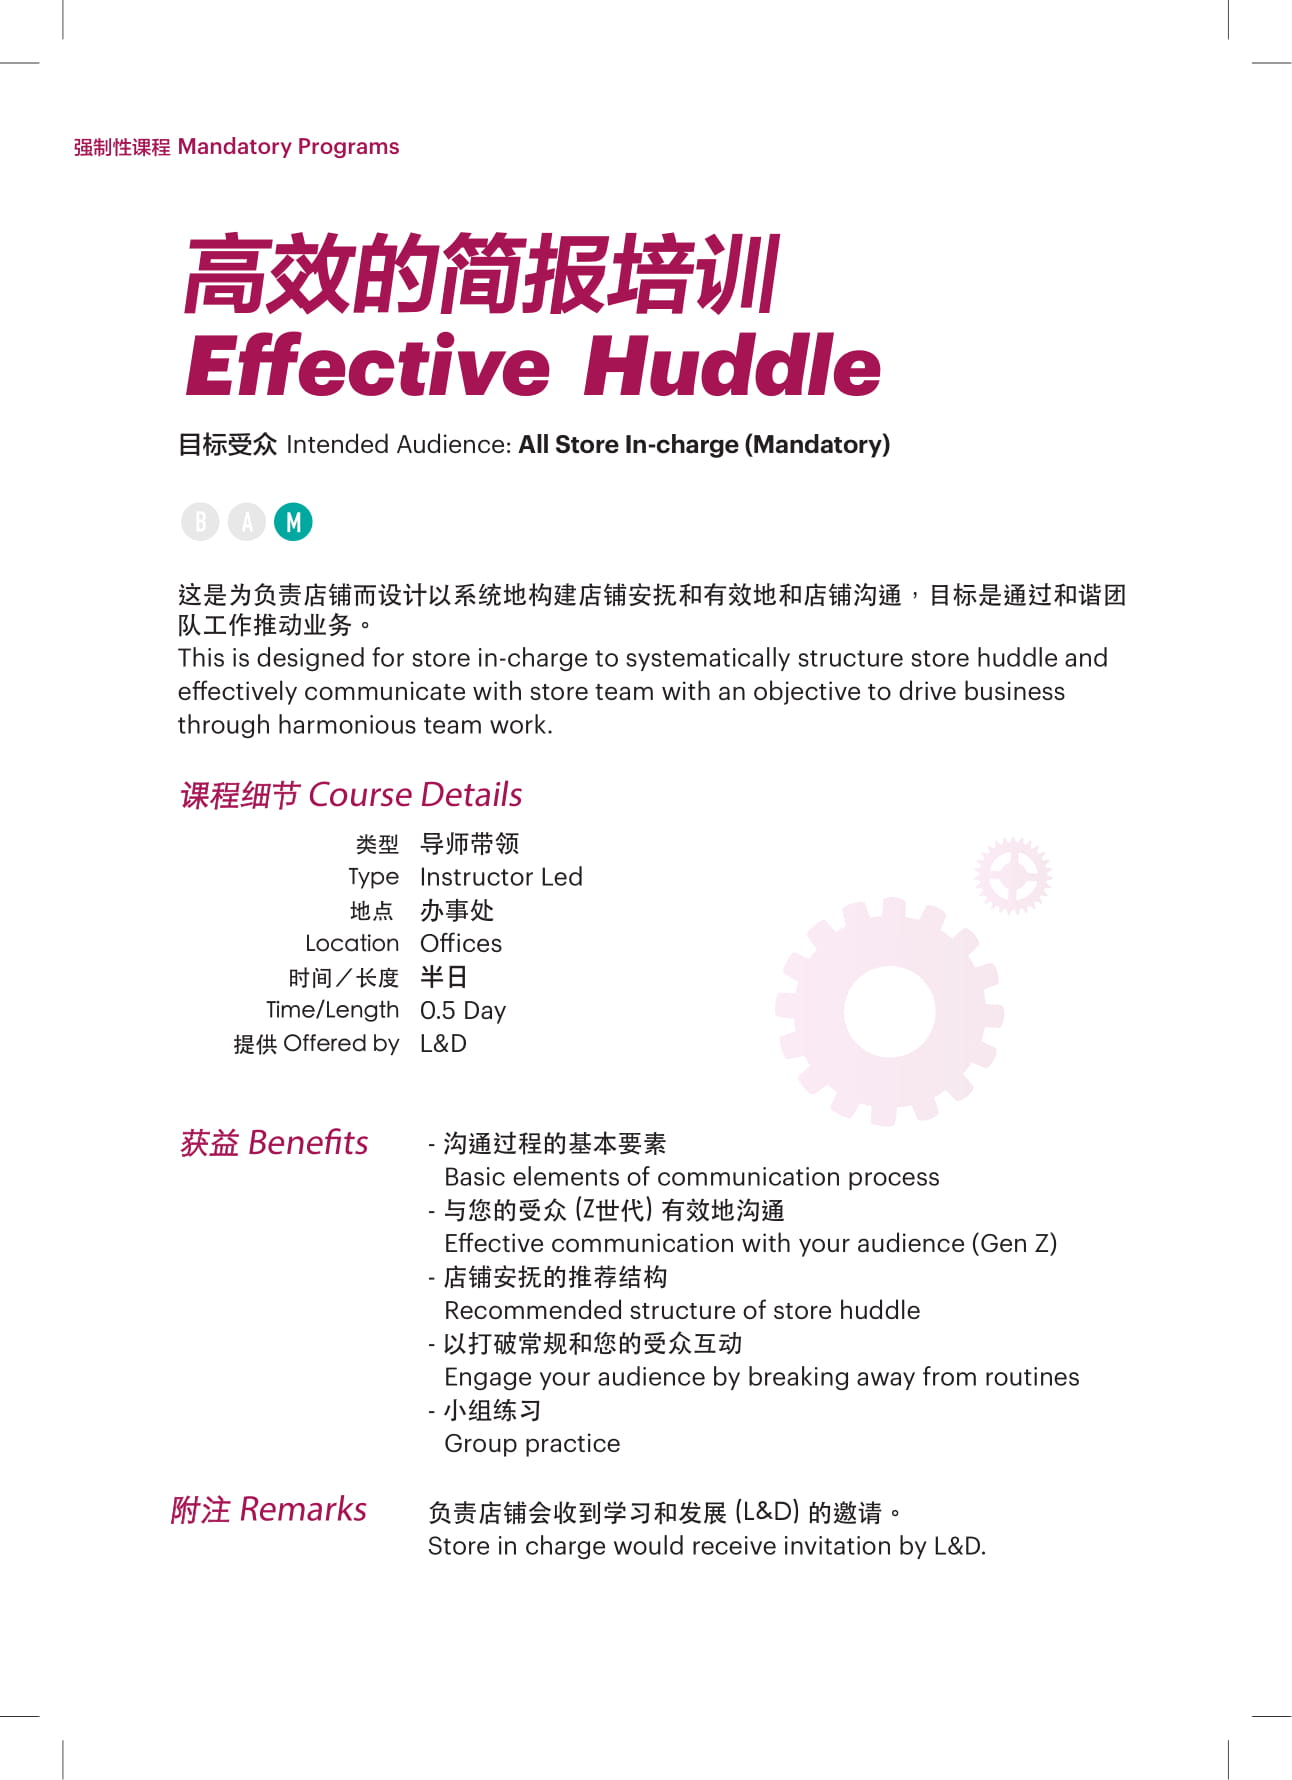 强制性课程 Mandatory Programs
高效的简报培训
Effective Huddle
目标受众 Intended Audience: All Store In-charge (Mandatory)
B A M
这是为负责店铺而设计以系统地构建店铺安抚和有效地和店铺沟通，目标是通过和谐团
队工作推动业务。
This is designed for store in-charge to systematically structure store huddle and
effectively communicate with store team with an objective to drive business
through harmonious team work.
课程细节 Course Details
类型 导师带领
Type Instructor Led
地点 办事处
Location Offices
时间／长度 半日
Time/Length 0.5 Day
提供 Offered by L&D
获益 Benefits
- 沟通过程的基本要素
Basic elements of communication process
- 与您的受众 (Z世代) 有效地沟通
Effective communication with your audience (Gen Z)
- 店铺安抚的推荐结构
Recommended structure of store huddle
- 以打破常规和您的受众互动
Engage your audience by breaking away from routines
- 小组练习
Group practice
附注 Remarks
负责店铺会收到学习和发展 (L&D) 的邀请。
Store in charge would receive invitation by L&D.